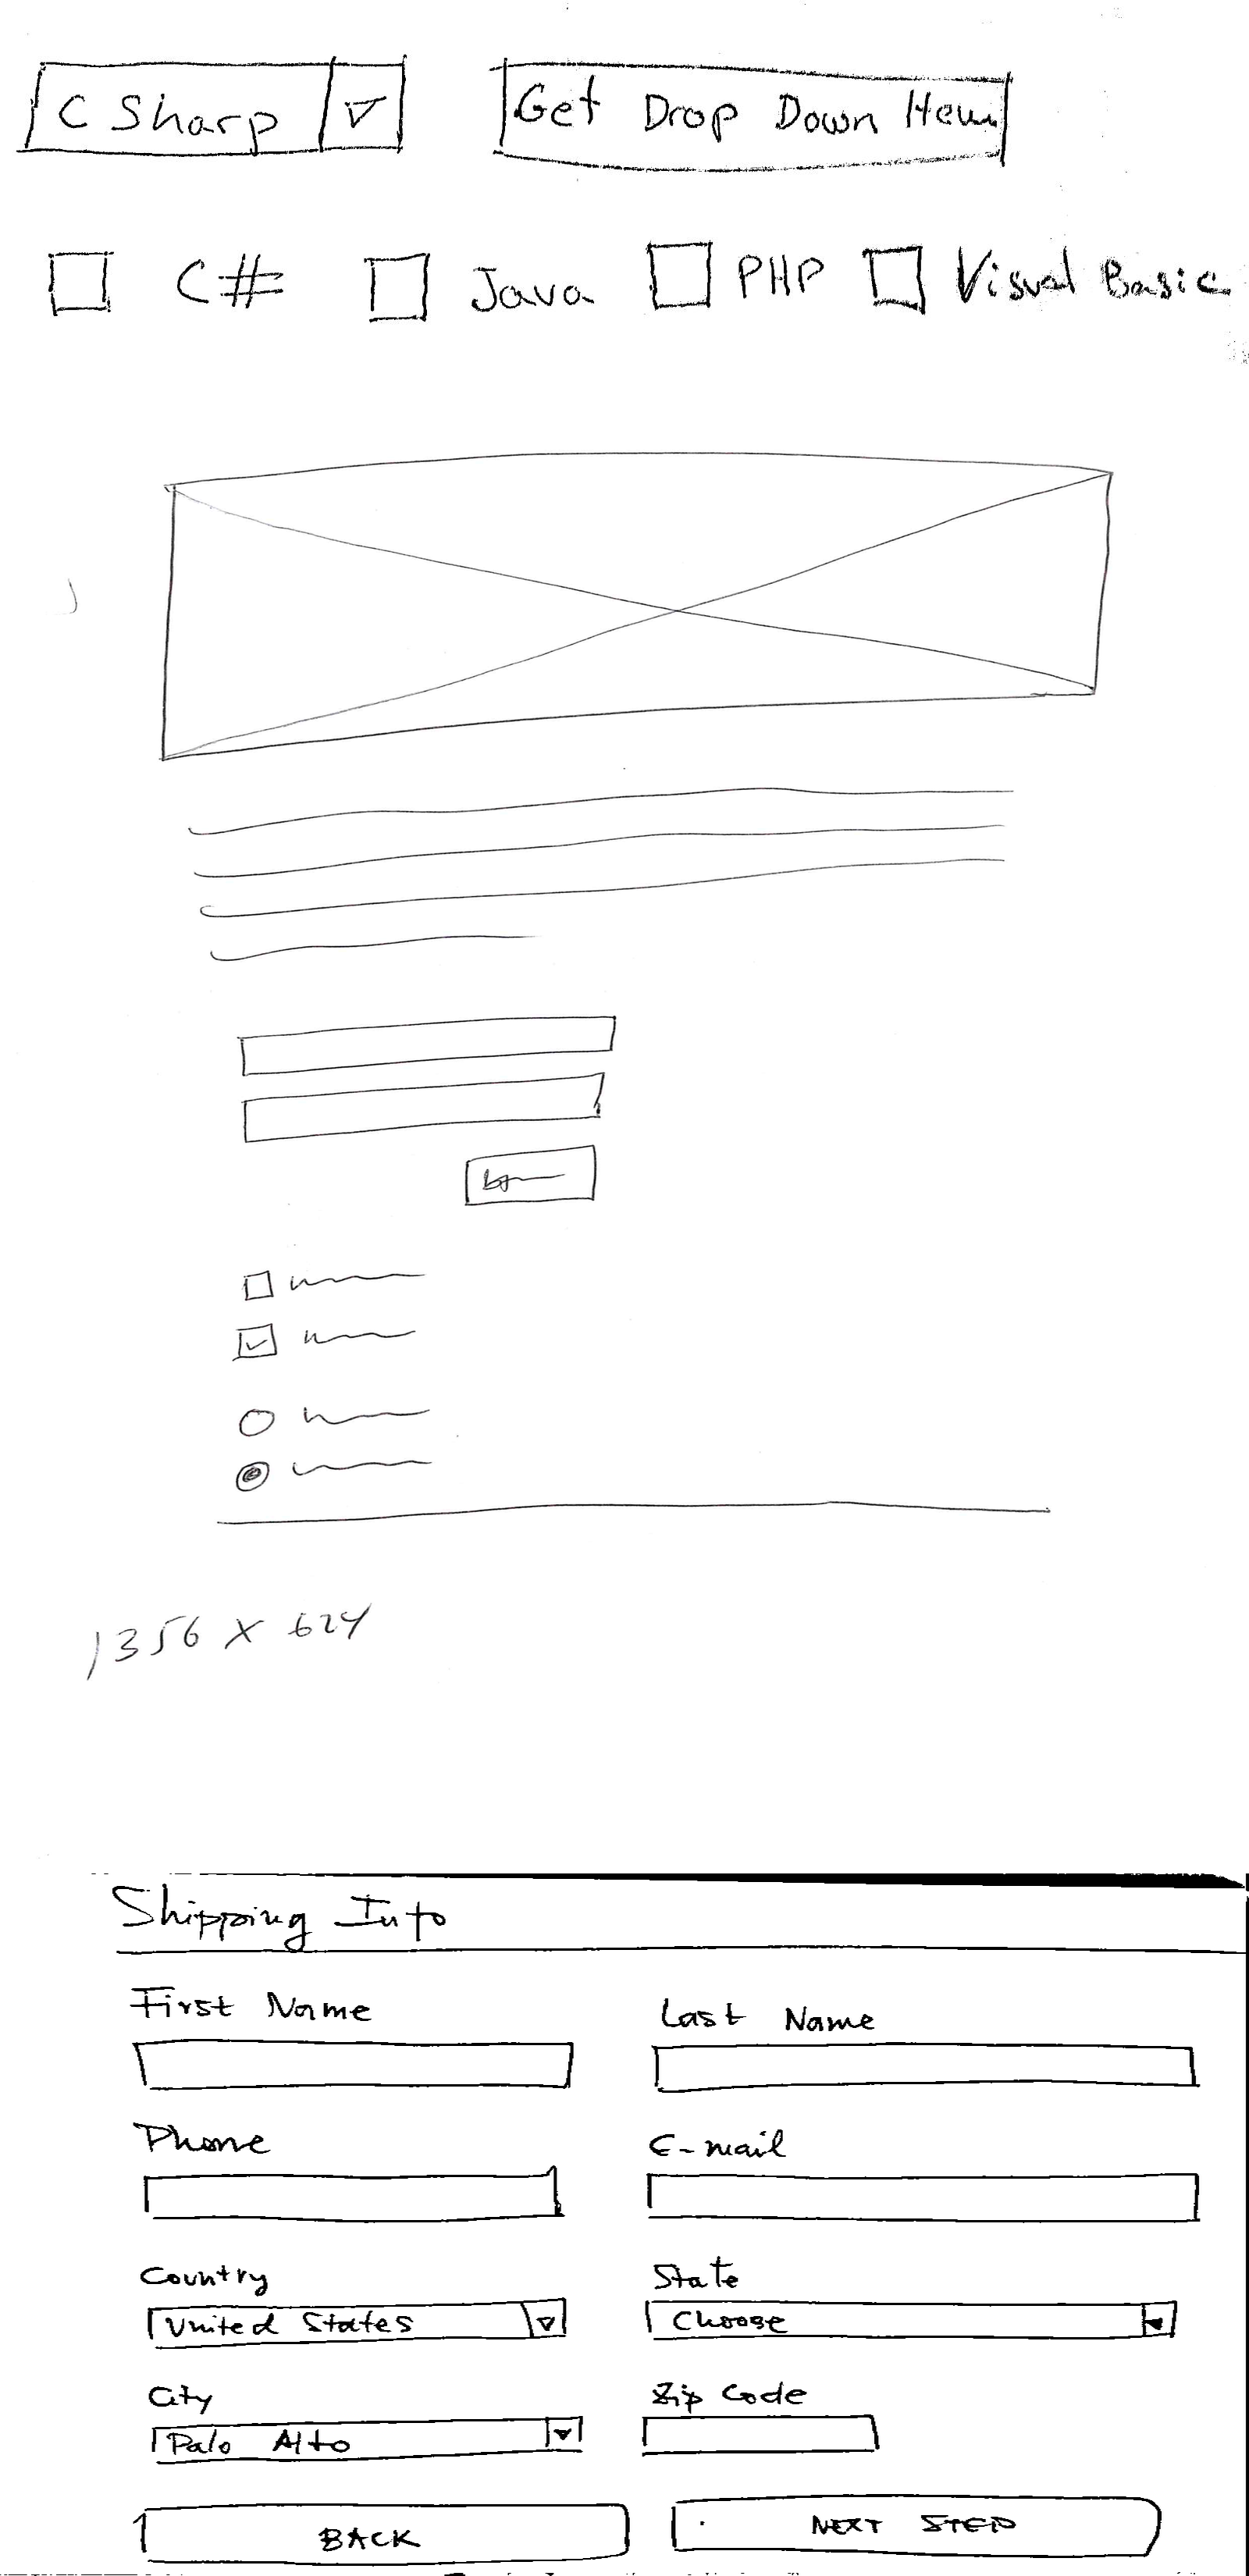 C Sharp Get Drop Down
C# Java PHP Visual Basic
1356 X 624
Shipping Info
First Name Last Name
Phone E-mail
Country State
United States Choose
City Zip Code
Palo Alto
BACK NEXT STEP